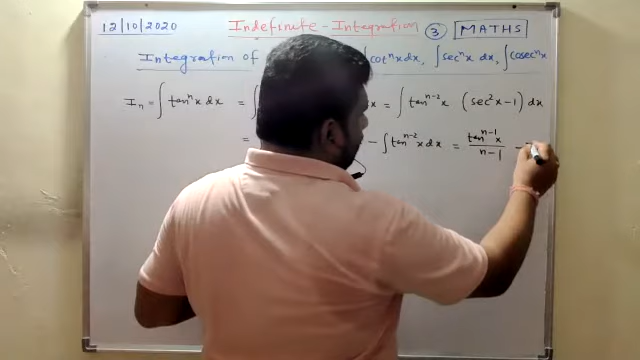 12/10/2020 Indefinite-Integration ③ MATHS
Integration of ∫cotⁿx dx, ∫secⁿx dx, ∫cosecⁿx
Iₙ = ∫tanⁿx dx = ∫ x dx = ∫tanⁿ⁻²x (sec²x-1) dx
= - ∫tanⁿ⁻²x dx = tanⁿ⁻¹x/n-1 -